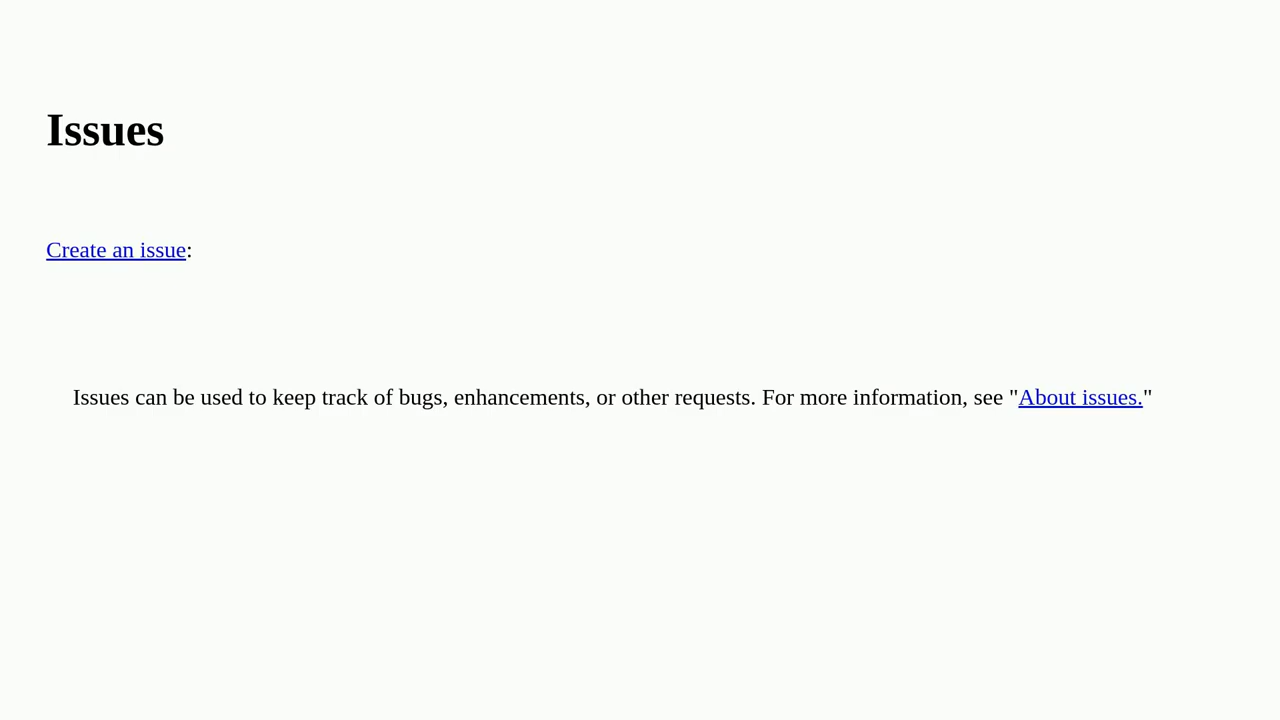 Issues
Create an issue:
Issues can be used to keep track of bugs, enhancements, or other requests. For more information, see "About issues."